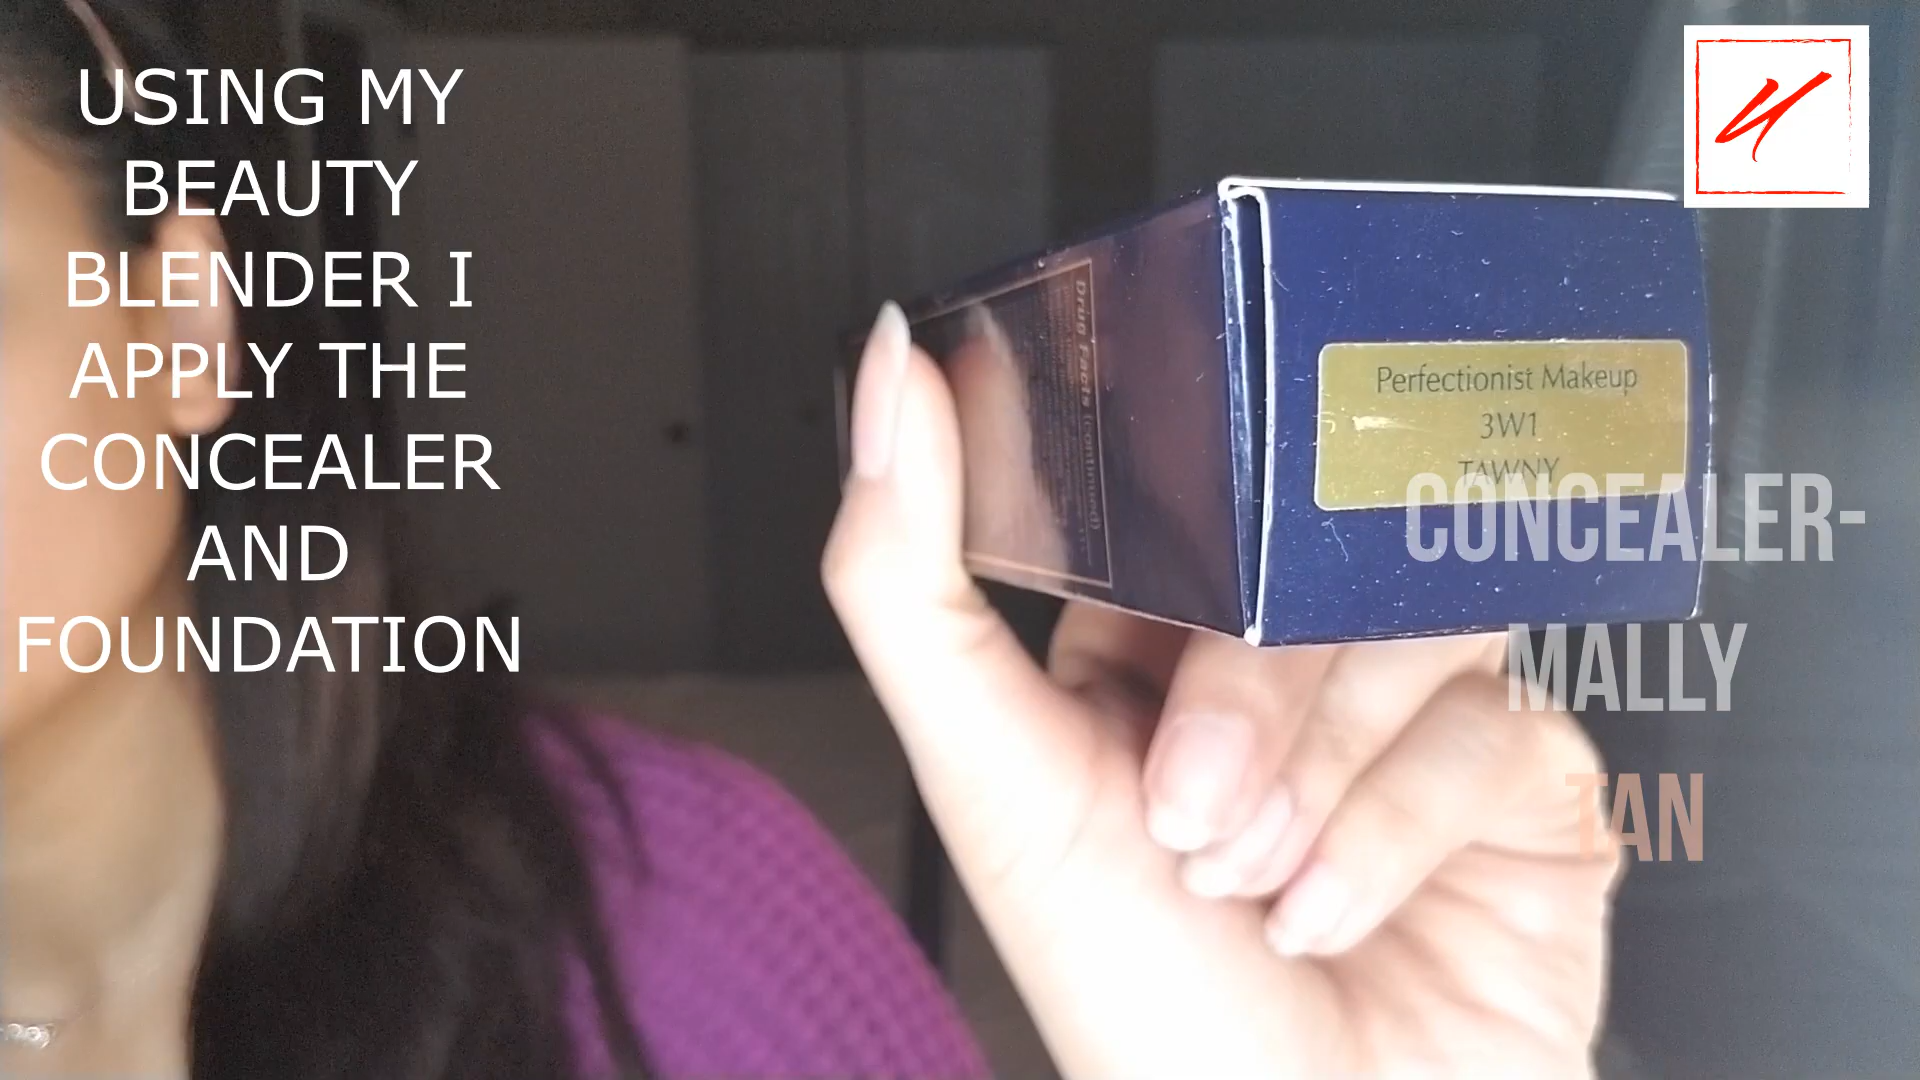 USING MY
BEAUTY
BLENDER I
APPLY THE
CONCEALER
AND
FOUNDATION
Drug Facts (continued)
Perfectionist Makeup
3W1
TAWNY
CONCEALER-
MALLY
TAN